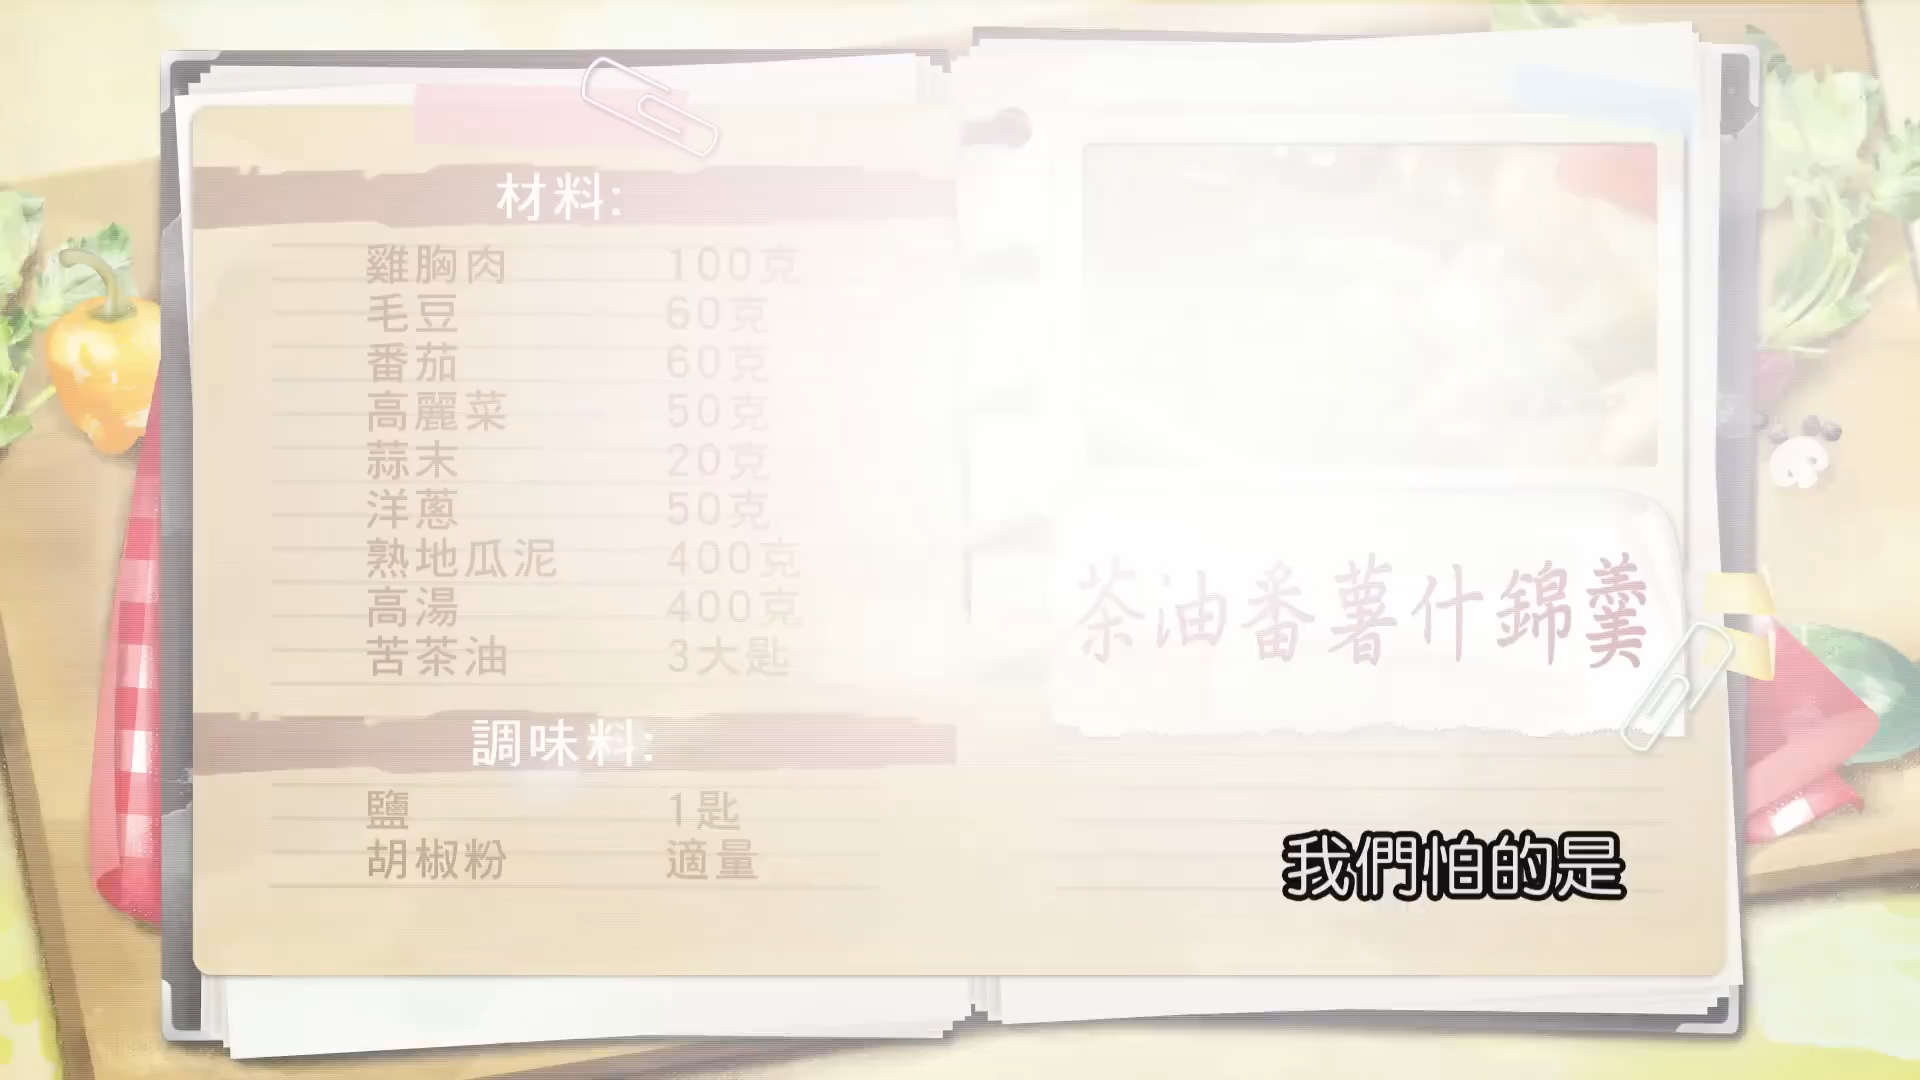 材料:
雞胸肉 100克
毛豆 60克
番茄 60克
高麗菜 50克
蒜末 20克
洋蔥 50克
熟地瓜泥 400克
高湯 400克
苦茶油 3大匙
調味料:
鹽 1匙
胡椒粉 適量
茶油番薯什錦羹
我們怕的是